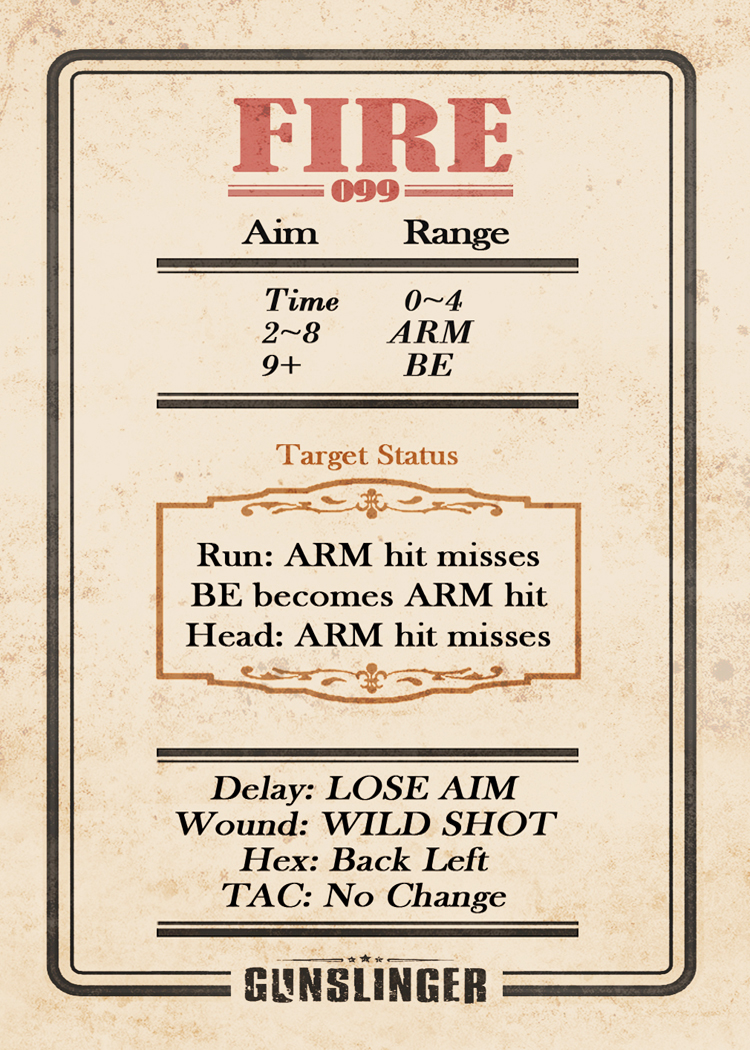 FIRE
099
Aim Range
Time 0~4
2~8 ARM
9+ BE
Target Status
Run: ARM hit misses
BE becomes ARM hit
Head: ARM hit misses
Delay: LOSE AIM
Wound: WILD SHOT
Hex: Back Left
TAC: No Change
GUNSLINGER